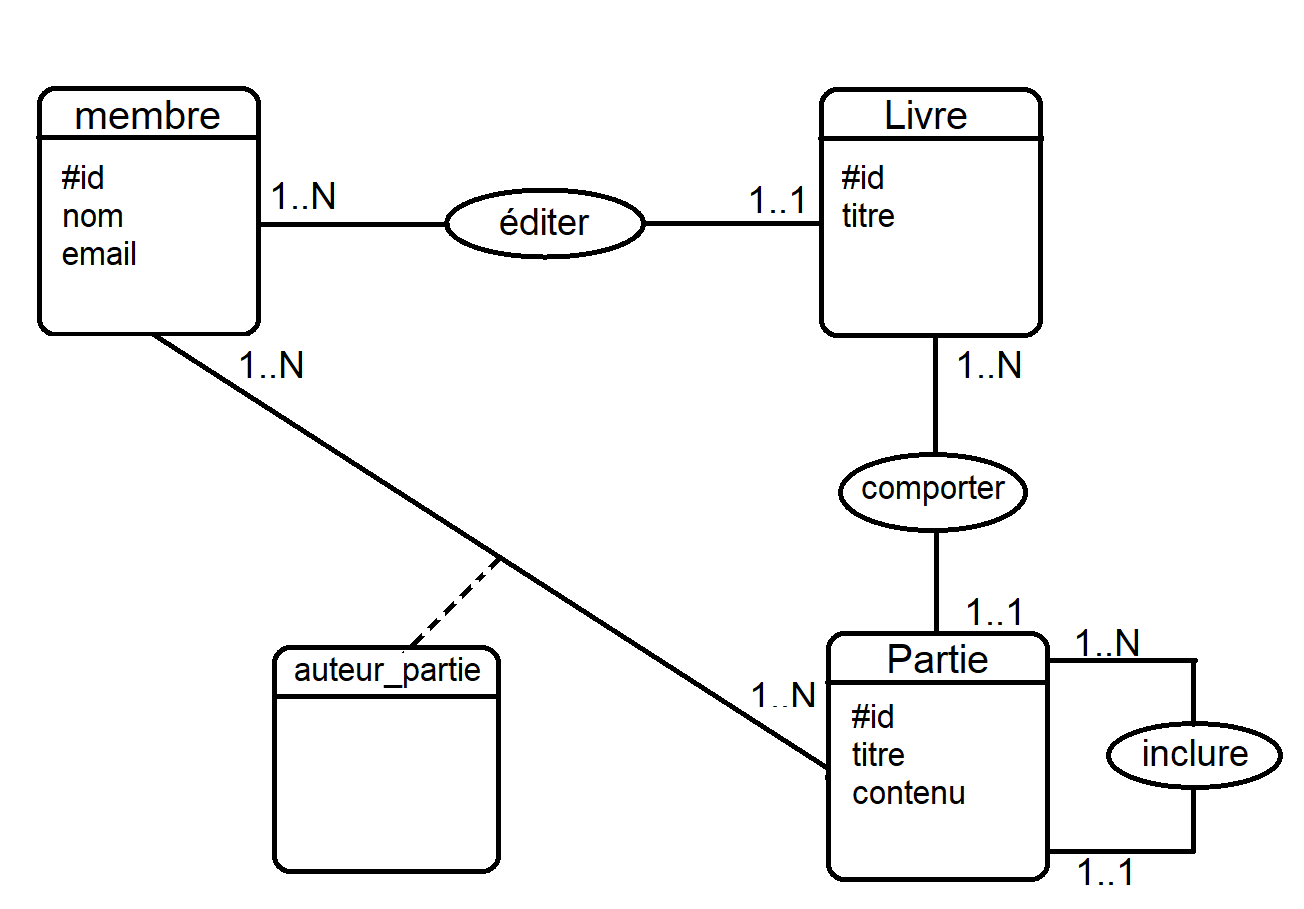 membre
#id
nom
email
1..N
éditer
1..1
Livre
#id
titre
1..N
1..N
comporter
1..1
auteur_partie
1..N
Partie
#id
titre
contenu
1..N
inclure
1..1